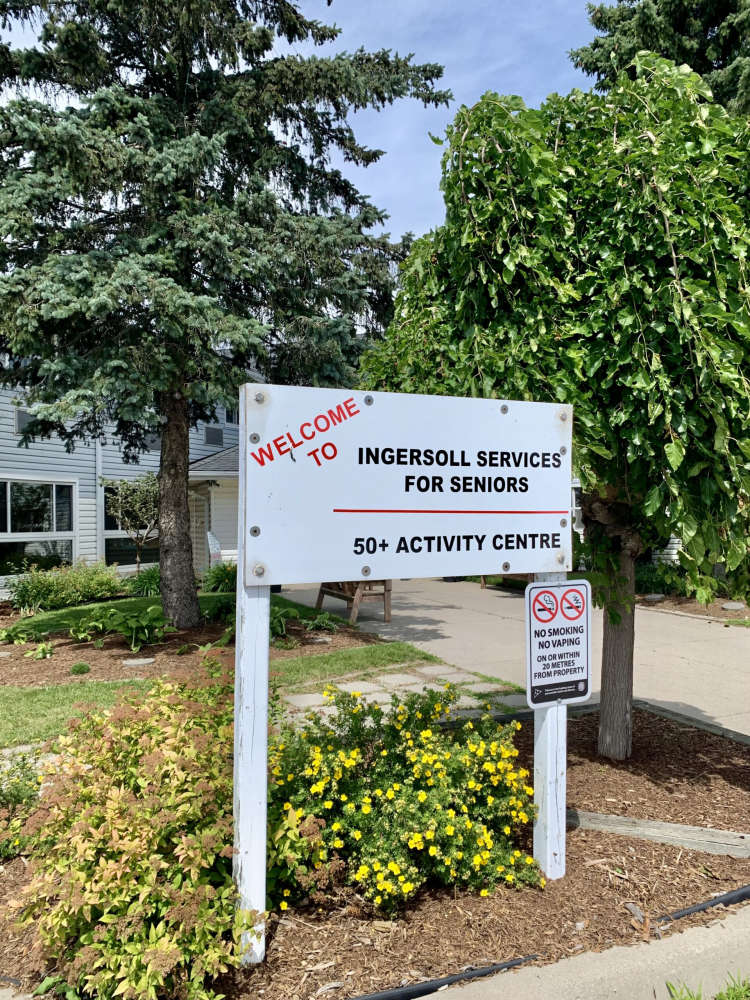 WELCOME
TO
INGERSOLL SERVICES
FOR SENIORS
50+ ACTIVITY CENTRE
NO SMOKING
NO VAPING
ON OR WITHIN
20 METRES
FROM PROPERTY